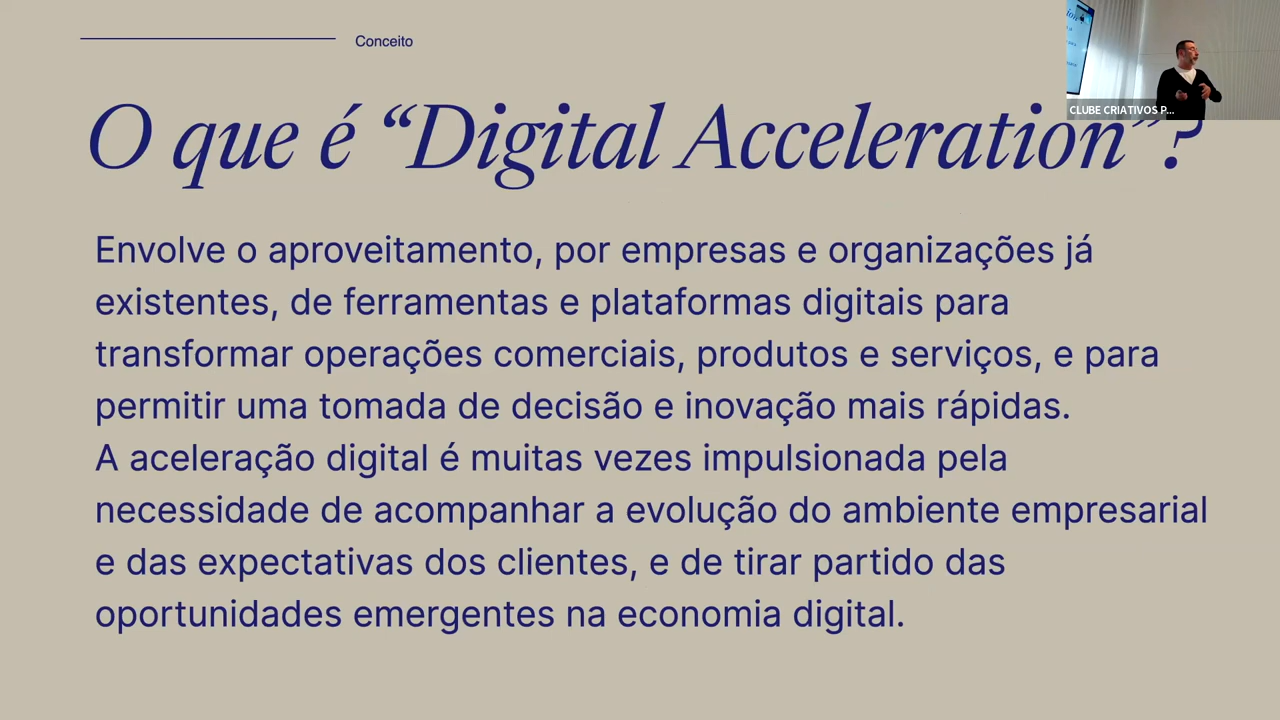 Conceito
O que é “Digital Acceleration”?
CLUBE CRIATIVOS P...
Envolve o aproveitamento, por empresas e organizações já
existentes, de ferramentas e plataformas digitais para
transformar operações comerciais, produtos e serviços, e para
permitir uma tomada de decisão e inovação mais rápidas.
A aceleração digital é muitas vezes impulsionada pela
necessidade de acompanhar a evolução do ambiente empresarial
e das expectativas dos clientes, e de tirar partido das
oportunidades emergentes na economia digital.